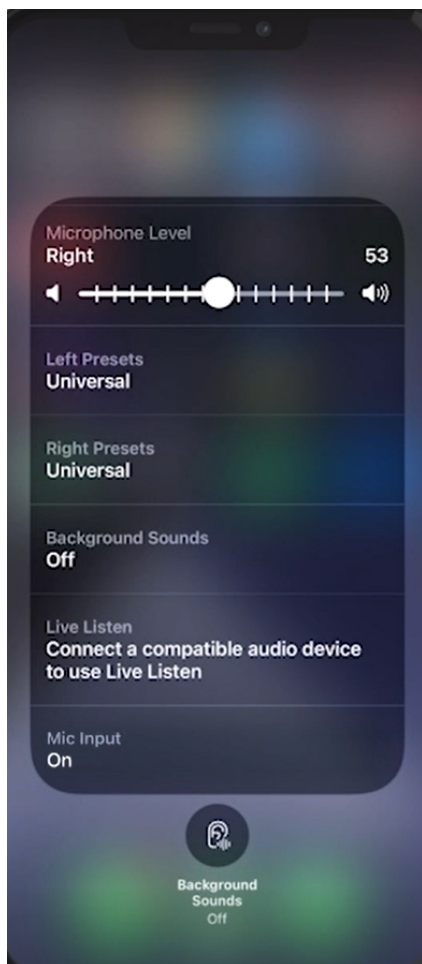 Microphone Level
Right 53
Left Presets
Universal
Right Presets
Universal
Background Sounds
Off
Live Listen
Connect a compatible audio device
to use Live Listen
Mic Input
On
Background
Sounds
Off